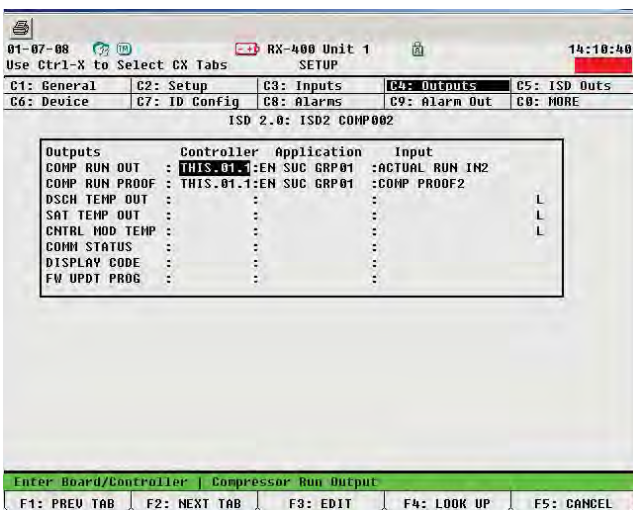 01-07-08 RX-400 Unit 1 14:10:40
Use Ctrl-X to Select CX Tabs SETUP
C1: General C2: Setup C3: Inputs C4: Outputs C5: ISD Outs
C6: Device C7: ID Config C8: Alarms C9: Alarm Out C0: MORE
ISD 2.0: ISD2 COMP002
Outputs Controller Application Input
COMP RUN OUT : THIS.01.1:EN SUC GRP01 :ACTUAL RUN IN2
COMP RUN PROOF : THIS.01.1:EN SUC GRP01 :COMP PROOF2
DSCH TEMP OUT : : : L
SAT TEMP OUT : : : L
CNTRL MOD TEMP : : : L
COMM STATUS : : :
DISPLAY CODE : : :
FW UPDT PROG : : :
Enter Board/Controller | Compressor Run Output
F1: PREV TAB F2: NEXT TAB F3: EDIT F4: LOOK UP F5: CANCEL